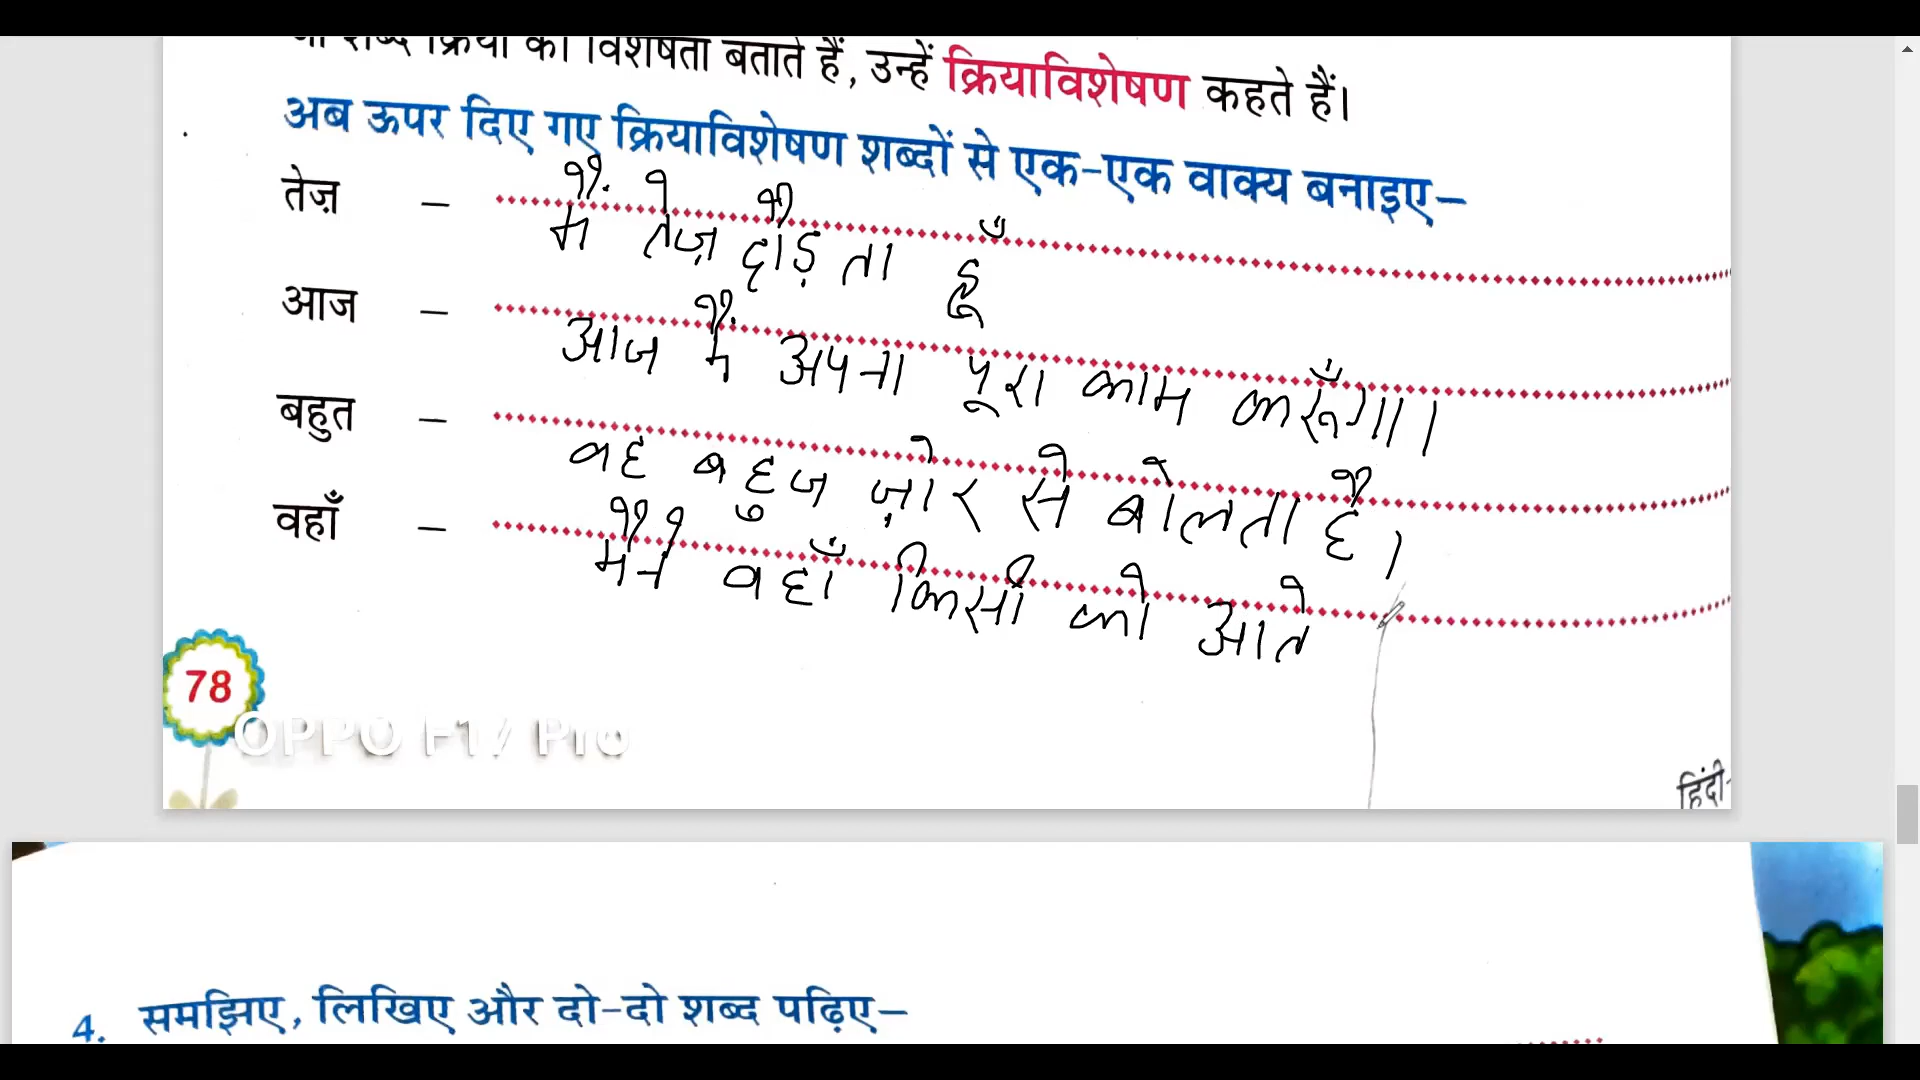 जो शब्द क्रिया की विशेषता बताते हैं, उन्हें क्रियाविशेषण कहते हैं।
अब ऊपर दिए गए क्रियाविशेषण शब्दों से एक-एक वाक्य बनाइए-
तेज़ - मैं तेज़ दौड़ता हूँ
आज - आज मैं अपना पूरा काम करूँगा।
बहुत - वह बहुज ज़ोर से बोलता है।
वहाँ - मैंने वहाँ किसी को आते
78
OPPO F17 Pro
हिंदी-
4. समझिए, लिखिए और दो-दो शब्द पढ़िए-